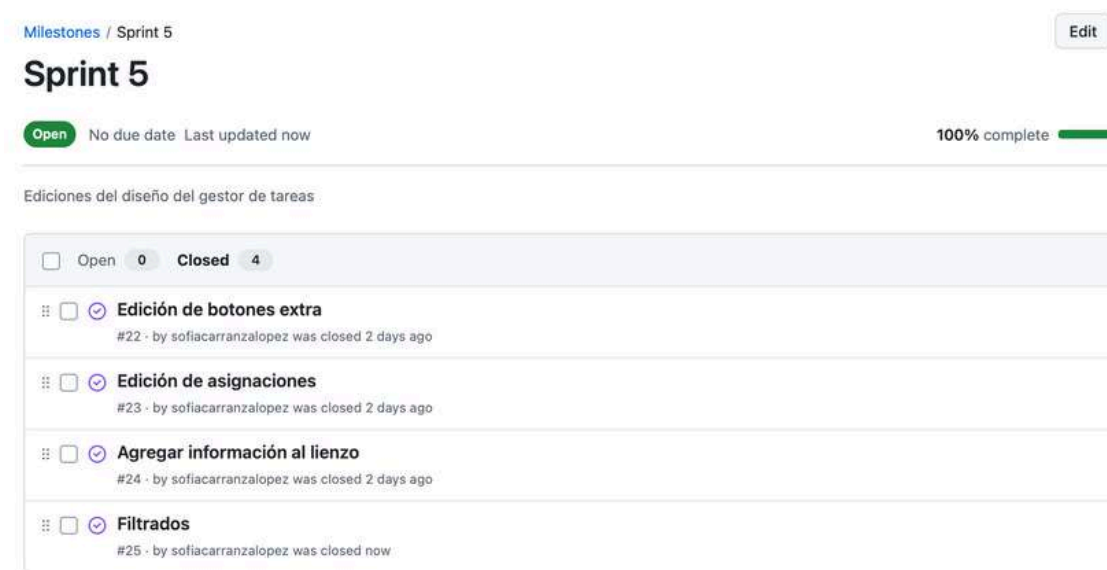 Milestones / Sprint 5
Edit
Sprint 5
Open No due date Last updated now
100% complete
Ediciones del diseño del gestor de tareas
Open 0 Closed 4
Edición de botones extra
#22 · by sofiacarranzalopez was closed 2 days ago
Edición de asignaciones
#23 · by sofiacarranzalopez was closed 2 days ago
Agregar información al lienzo
#24 · by sofiacarranzalopez was closed 2 days ago
Filtrados
#25 · by sofiacarranzalopez was closed now